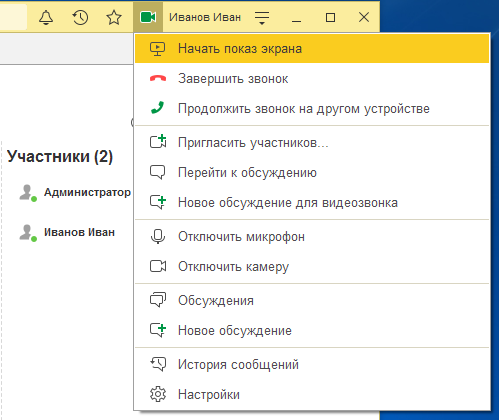 Иванов Иван
Начать показ экрана
Завершить звонок
Продолжить звонок на другом устройстве
Участники (2)
Пригласить участников...
Перейти к обсуждению
Администратор
Новое обсуждение для видеозвонка
Иванов Иван
Отключить микрофон
Отключить камеру
Обсуждения
Новое обсуждение
История сообщений
Настройки